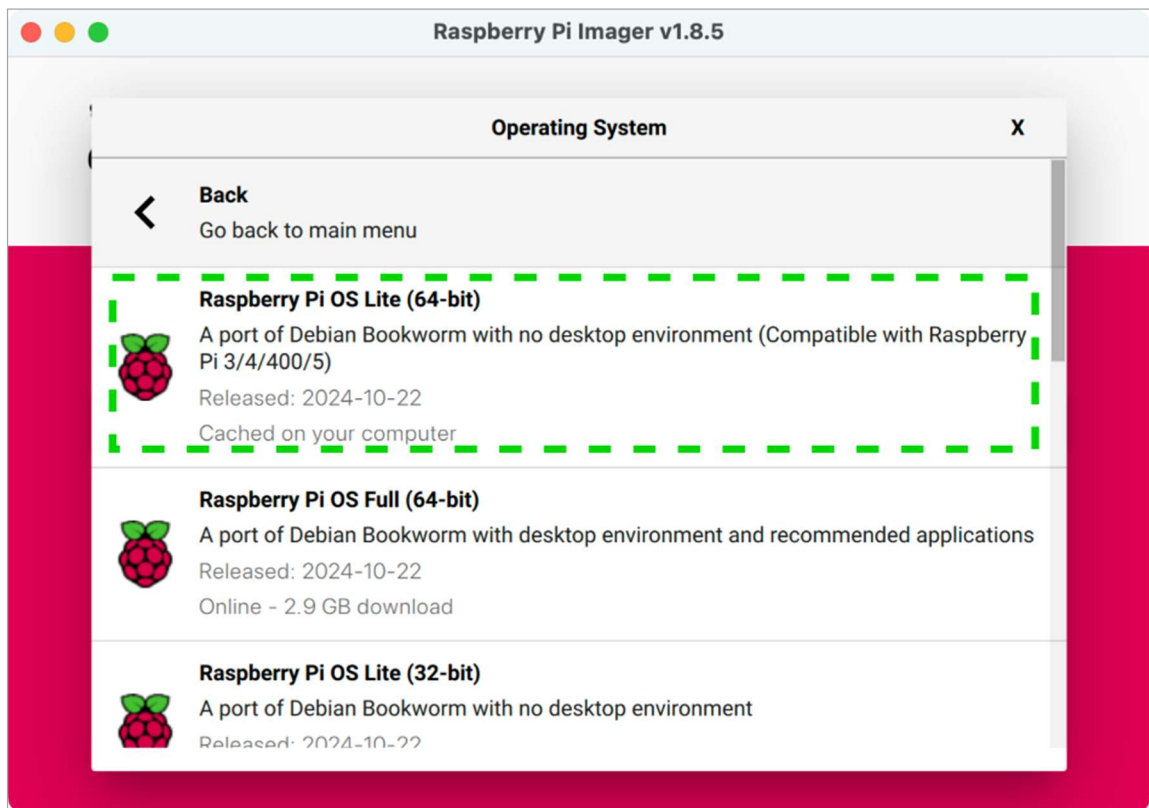 Raspberry Pi Imager v1.8.5
Operating System
X
Back
Go back to main menu
Raspberry Pi OS Lite (64-bit)
A port of Debian Bookworm with no desktop environment (Compatible with Raspberry
Pi 3/4/400/5)
Released: 2024-10-22
Cached on your computer
Raspberry Pi OS Full (64-bit)
A port of Debian Bookworm with desktop environment and recommended applications
Released: 2024-10-22
Online - 2.9 GB download
Raspberry Pi OS Lite (32-bit)
A port of Debian Bookworm with no desktop environment
Released: 2024-10-22